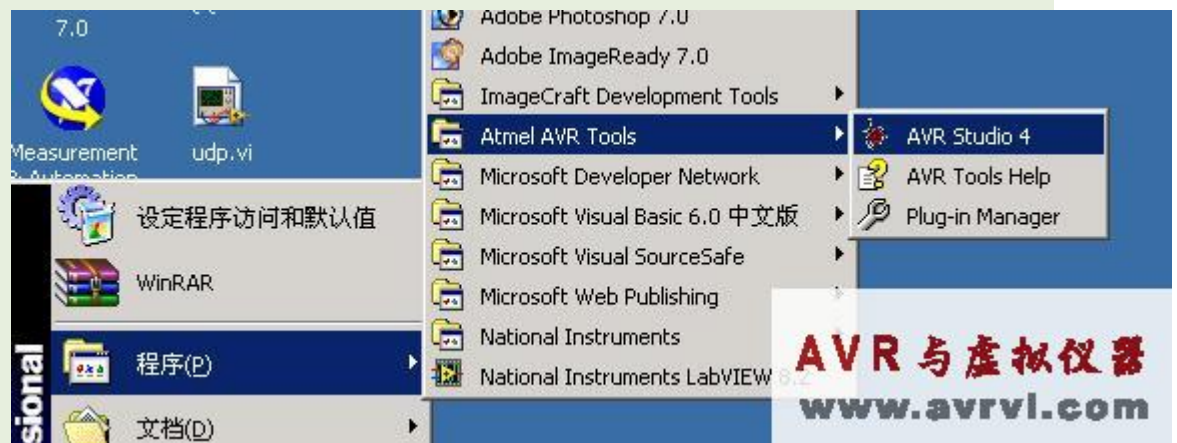 7.0
Measurement
udp.vi
设定程序访问和默认值
WinRAR
程序(P)
文档(D)
sional
Adobe Photoshop 7.0
Adobe ImageReady 7.0
ImageCraft Development Tools
Atmel AVR Tools
Microsoft Developer Network
Microsoft Visual Basic 6.0 中文版
Microsoft Visual SourceSafe
Microsoft Web Publishing
National Instruments
National Instruments LabVIEW 8.2
AVR Studio 4
AVR Tools Help
Plug-in Manager
AVR与虚拟仪器
www.avrvi.com